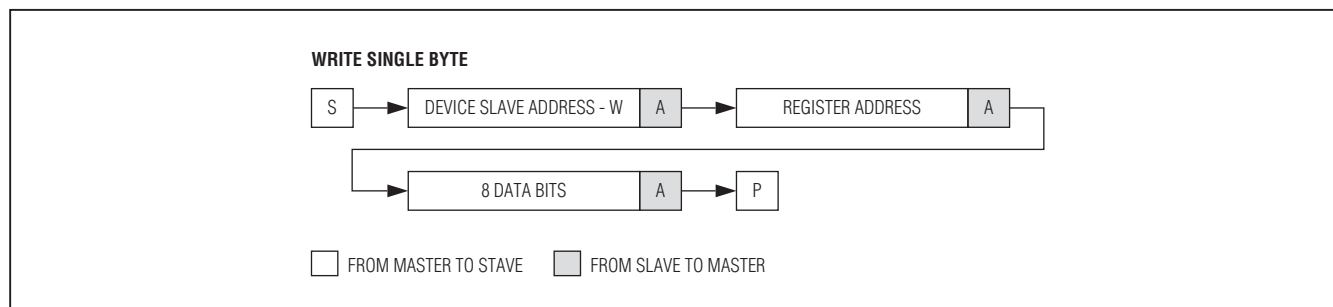 WRITE SINGLE BYTE
S DEVICE SLAVE ADDRESS - W A REGISTER ADDRESS A
8 DATA BITS A P
FROM MASTER TO STAVE FROM SLAVE TO MASTER